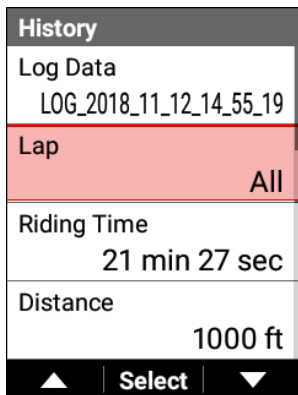 History
Log Data
LOG_2018_11_12_14_55_19
Lap
All
Riding Time
21 min 27 sec
Distance
1000 ft
Select